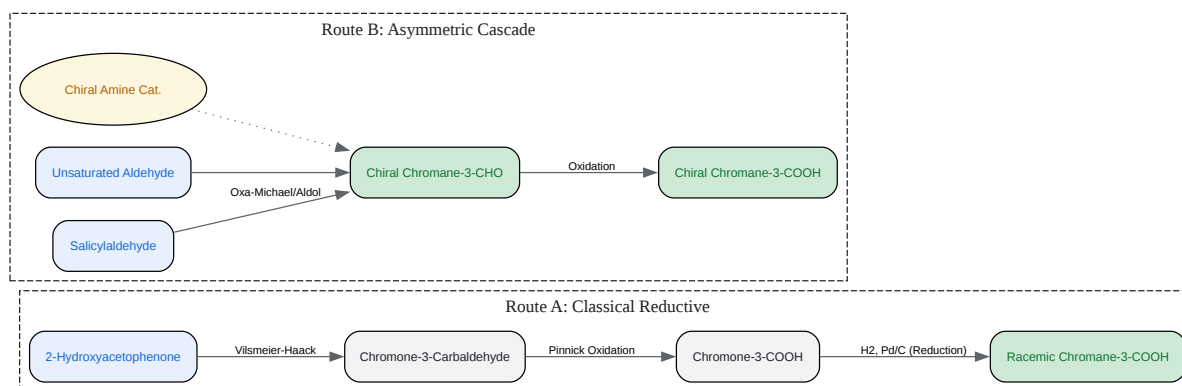 Route B: Asymmetric Cascade
Chiral Amine Cat.
Unsaturated Aldehyde
Chiral Chromane-3-CHO
Oxidation
Chiral Chromane-3-COOH
Oxa-Michael/Aldol
Salicylaldehyde
Route A: Classical Reductive
2-Hydroxyacetophenone
Vilsmeier-Haack
Chromone-3-Carbaldehyde
Pinnick Oxidation
Chromone-3-COOH
H2, Pd/C (Reduction)
Racemic Chromane-3-COOH